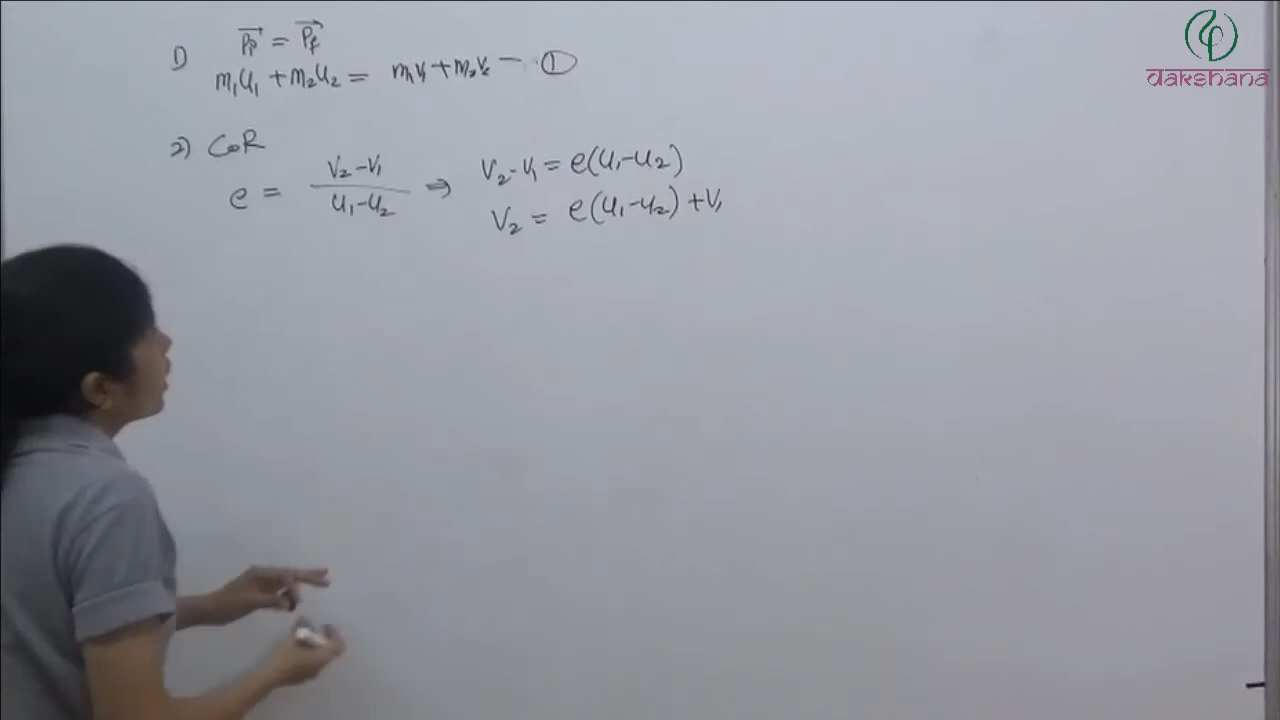 1) P⃗i = P⃗f
m₁u₁ + m₂u₂ = m₁v₁ + m₂v₂ - ①
2) CoR
e = (v₂ - v₁)/(u₁ - u₂) ⇒ v₂ - v₁ = e(u₁ - u₂)
v₂ = e(u₁ - u₂) + v₁
dakshana